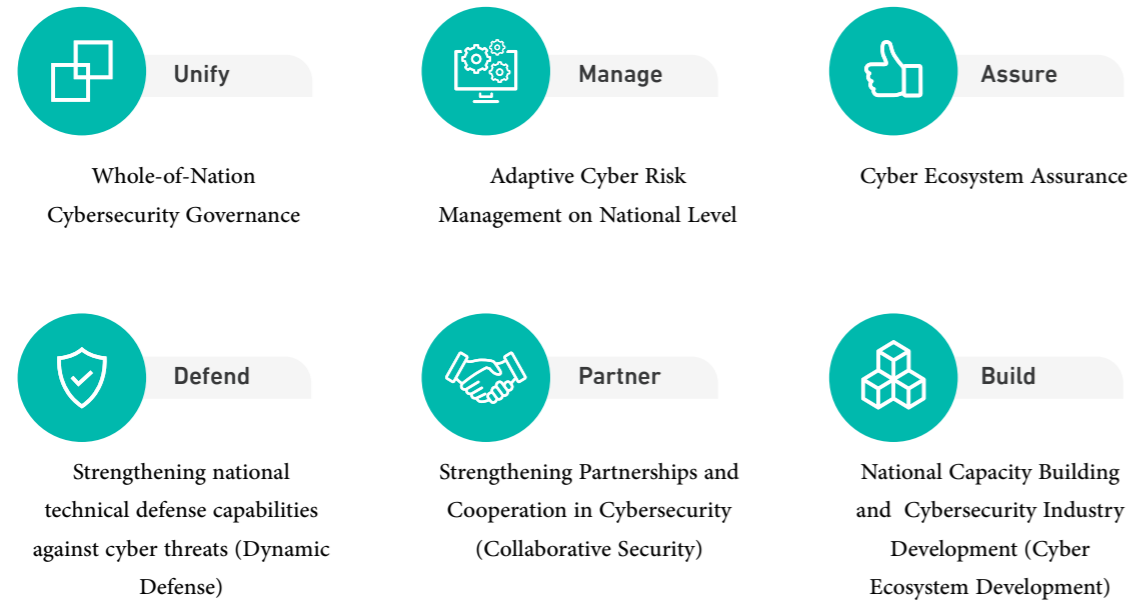 Unify
Whole-of-Nation
Cybersecurity Governance
Manage
Adaptive Cyber Risk
Management on National Level
Assure
Cyber Ecosystem Assurance
Defend
Strengthening national
technical defense capabilities
against cyber threats (Dynamic
Defense)
Partner
Strengthening Partnerships and
Cooperation in Cybersecurity
(Collaborative Security)
Build
National Capacity Building
and Cybersecurity Industry
Development (Cyber
Ecosystem Development)